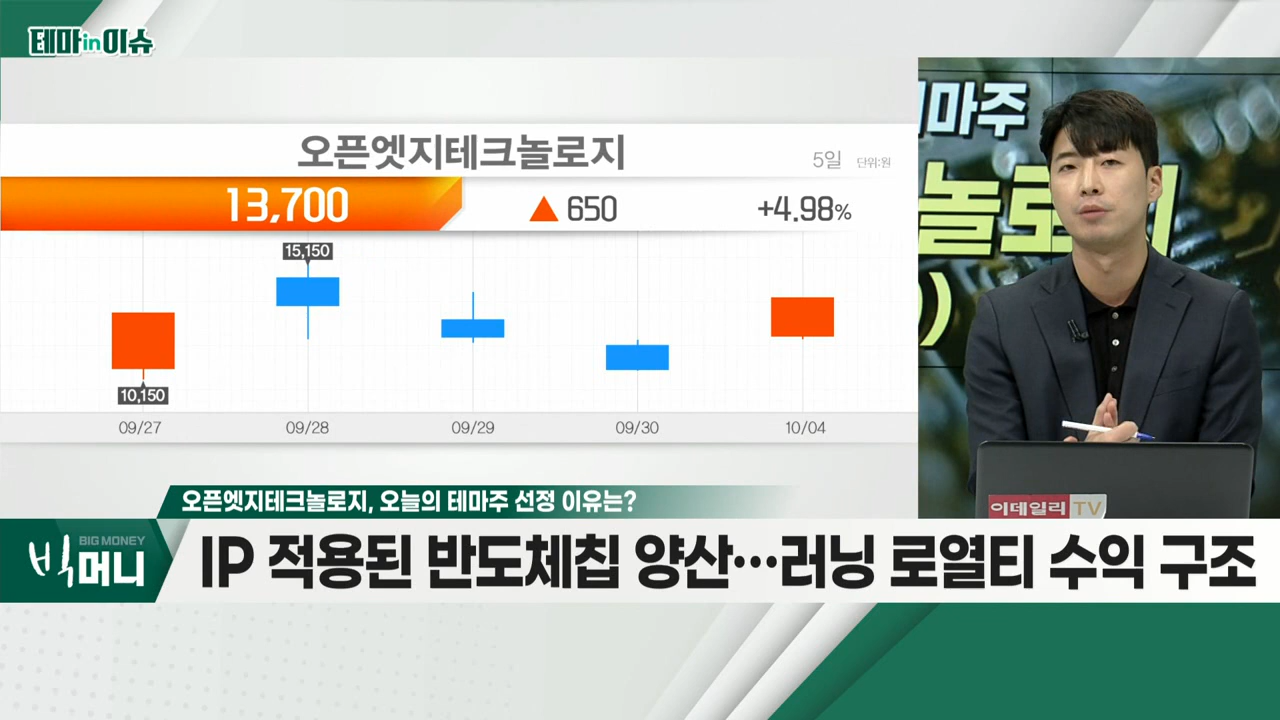 테마in이슈
오픈엣지테크놀로지
5일 단위:원
13,700 ▲ 650 +4.98%
15,150
10,150
09/27 09/28 09/29 09/30 10/04
마주
놀로지
)
이데일리 TV
오픈엣지테크놀로지, 오늘의 테마주 선정 이유는?
BIG MONEY
빅머니
IP 적용된 반도체칩 양산…러닝 로열티 수익 구조